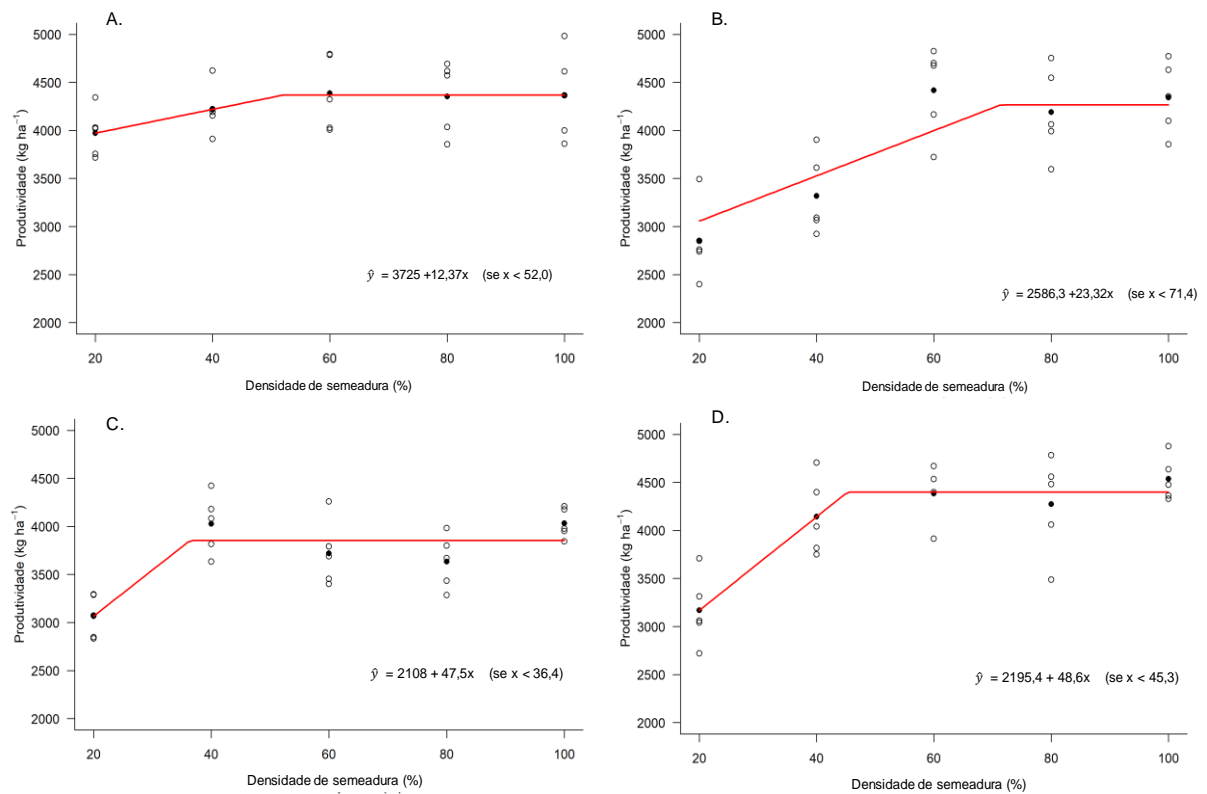 A.
5000
4500
4000
3500
3000
2500
2000
Produtividade (kg ha⁻¹)
ŷ = 3725 +12,37x (se x < 52,0)
20 40 60 80 100
Densidade de semeadura (%)
B.
5000
4500
4000
3500
3000
2500
2000
Produtividade (kg ha⁻¹)
ŷ = 2586,3 +23,32x (se x < 71,4)
20 40 60 80 100
Densidade de semeadura (%)
C.
5000
4500
4000
3500
3000
2500
2000
Produtividade (kg ha⁻¹)
ŷ = 2108 + 47,5x (se x < 36,4)
20 40 60 80 100
Densidade de semeadura (%)
D.
5000
4500
4000
3500
3000
2500
2000
Produtividade (kg ha⁻¹)
ŷ = 2195,4 + 48,6x (se x < 45,3)
20 40 60 80 100
Densidade de semeadura (%)